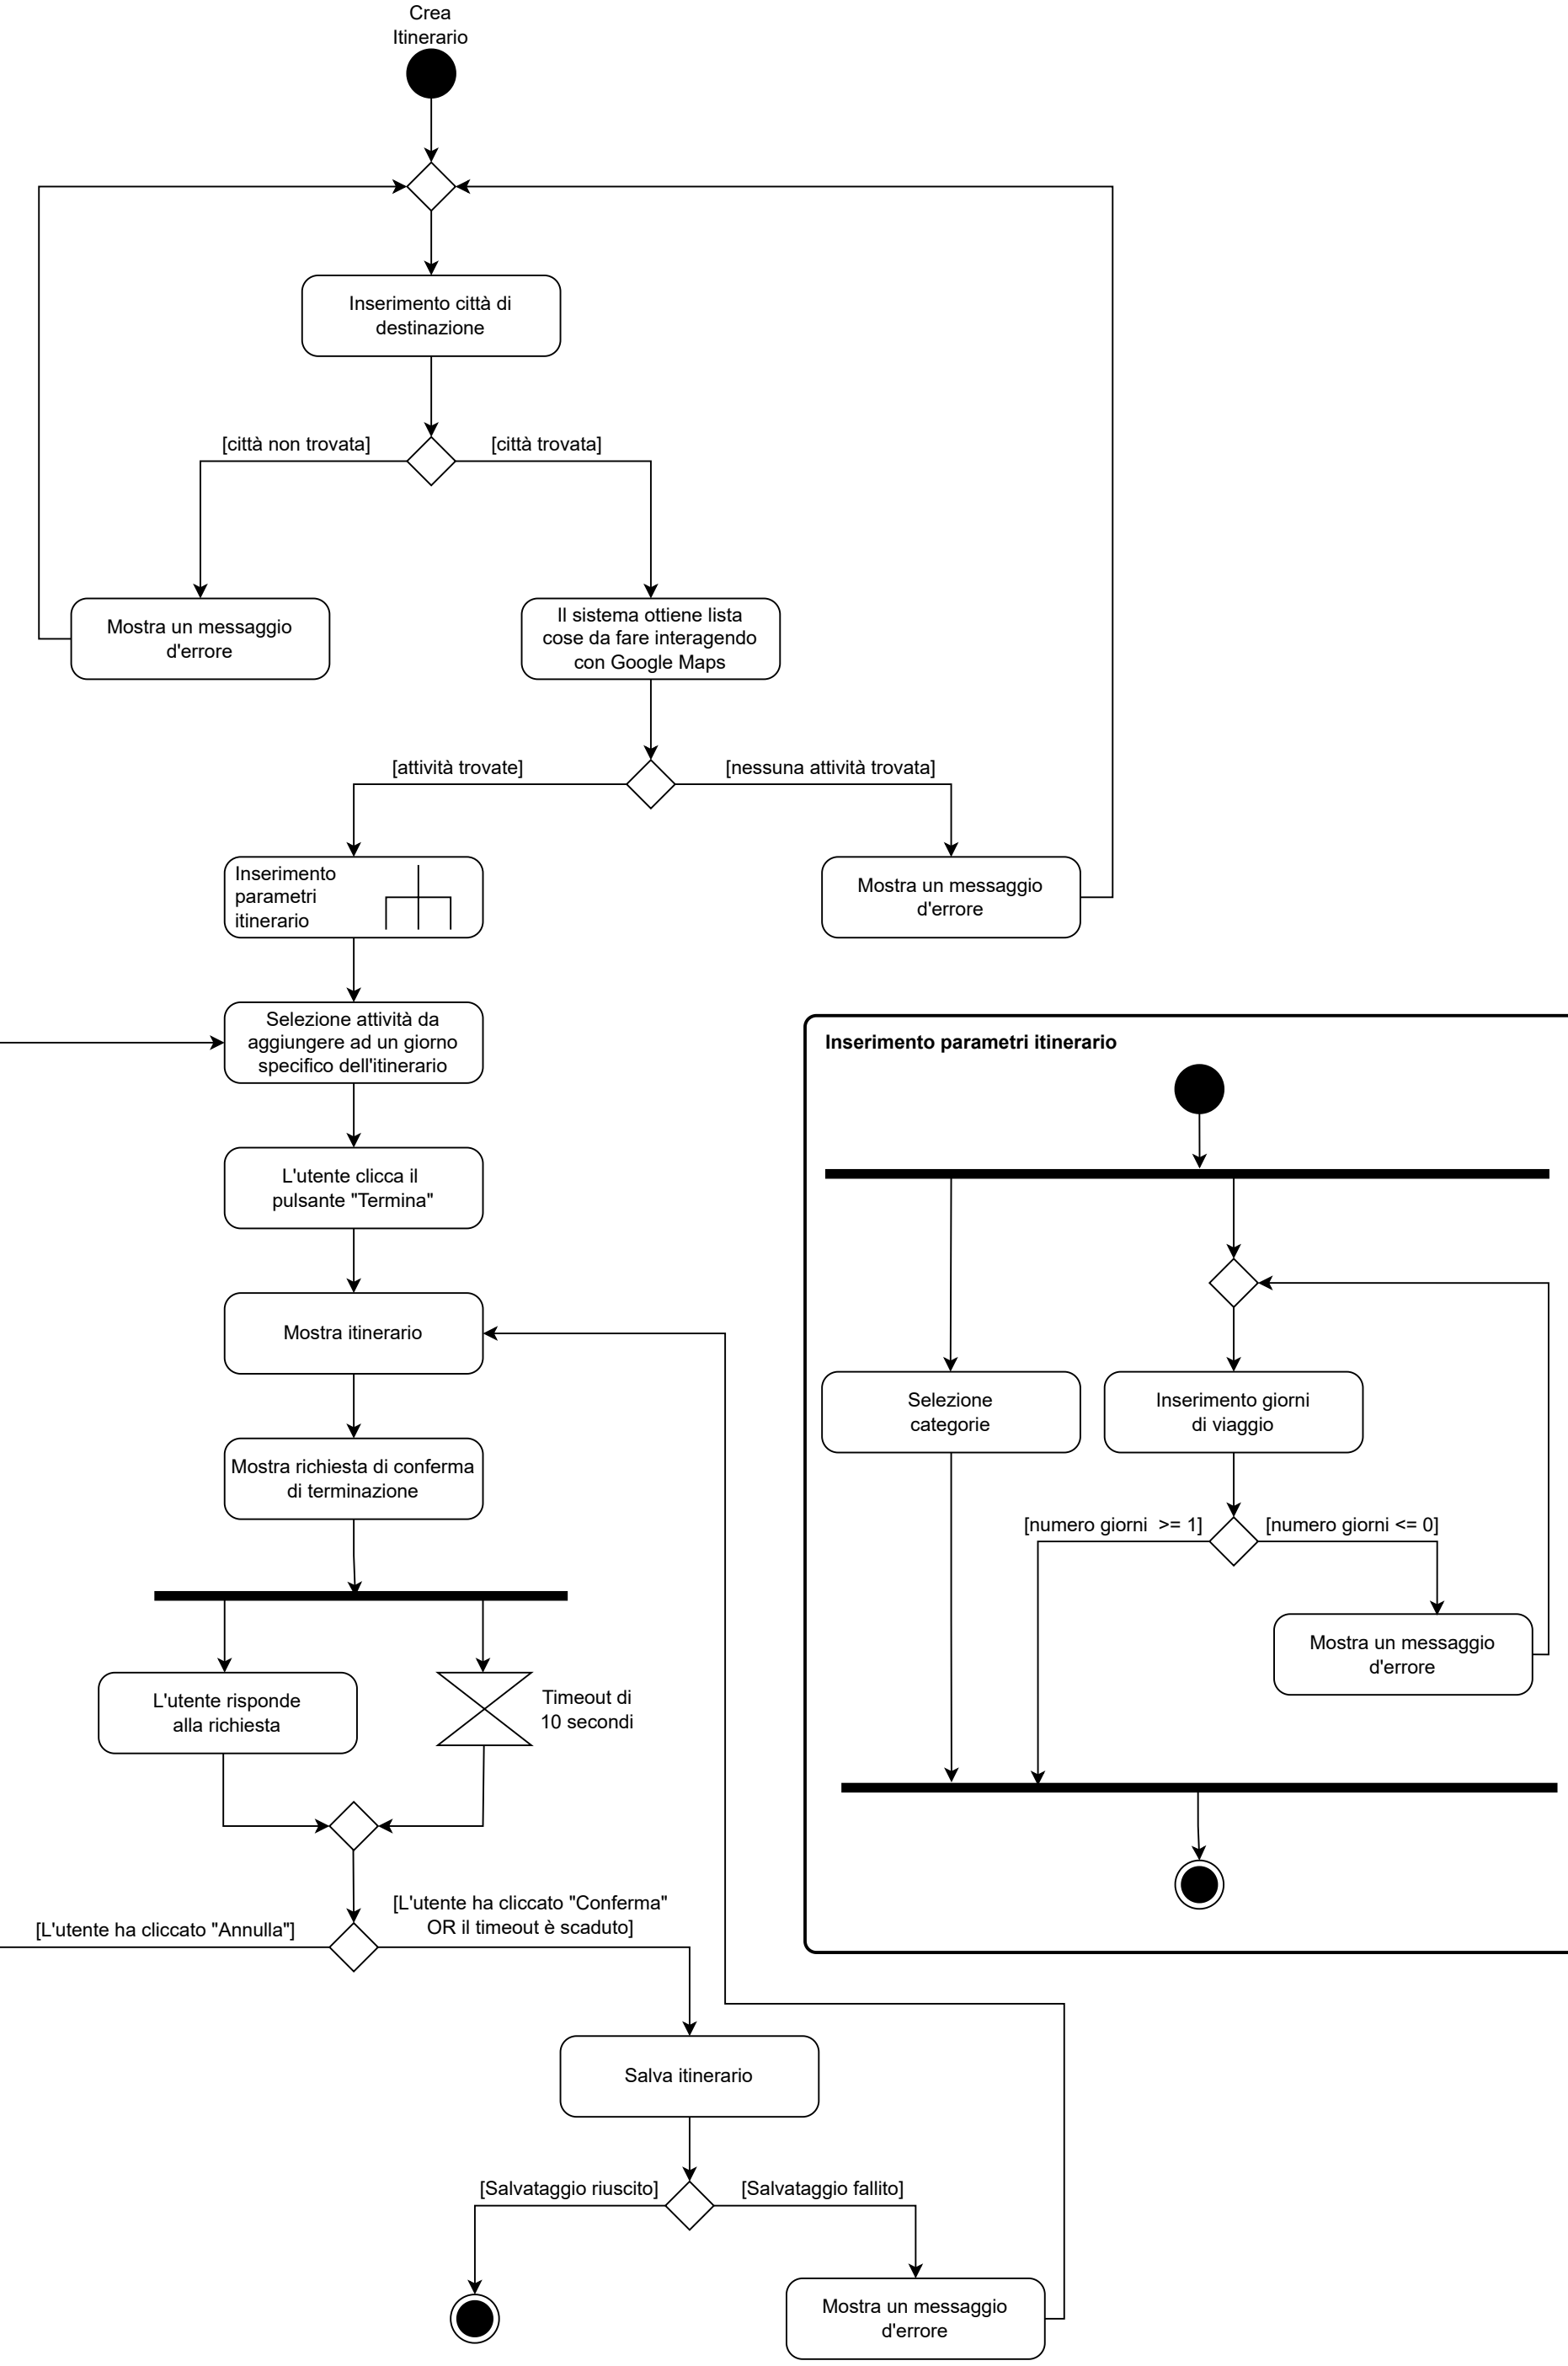 Crea
Itinerario
Inserimento città di
destinazione
[città non trovata]
[città trovata]
Mostra un messaggio
d'errore
Il sistema ottiene lista
cose da fare interagendo
con Google Maps
[attività trovate]
[nessuna attività trovata]
Inserimento
parametri
itinerario
Mostra un messaggio
d'errore
Selezione attività da
aggiungere ad un giorno
specifico dell'itinerario
L'utente clicca il
pulsante "Termina"
Mostra itinerario
Mostra richiesta di conferma
di terminazione
L'utente risponde
alla richiesta
Timeout di
10 secondi
[L'utente ha cliccato "Annulla"]
[L'utente ha cliccato "Conferma"
OR il timeout è scaduto]
Salva itinerario
[Salvataggio riuscito]
[Salvataggio fallito]
Mostra un messaggio
d'errore
Inserimento parametri itinerario
Selezione
categorie
Inserimento giorni
di viaggio
[numero giorni  >= 1]
[numero giorni <= 0]
Mostra un messaggio
d'errore